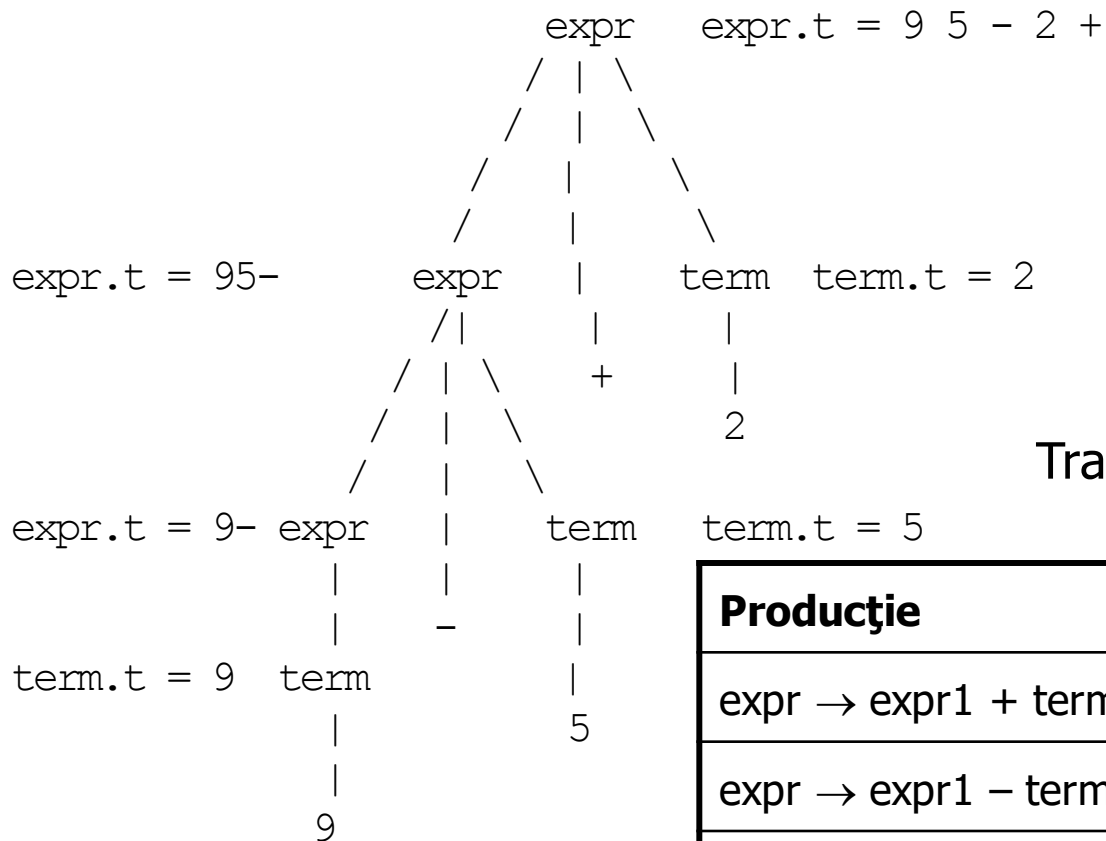 expr expr.t = 9 5 - 2 +
/ | \
/ | \
/ | \
/ | \
expr.t = 95- expr | term term.t = 2
/| | |
/ | \ + |
/ | \ 2
/ | \
Tra
expr.t = 9- expr | term term.t = 5
| | |
| - |
term.t = 9 term |
| 5
|
9
Producţie
expr → expr1 + term
expr → expr1 – term